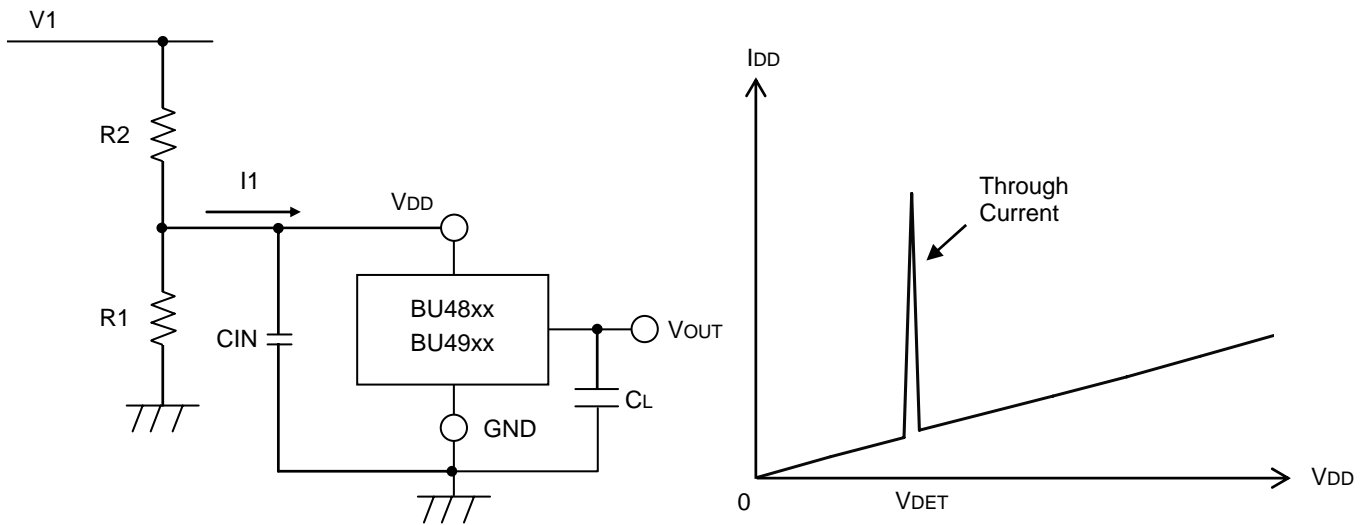 V1
R2
I1
VDD
R1
CIN
BU48xx
BU49xx
VOUT
CL
GND
IDD
Through
Current
0
VDET
VDD